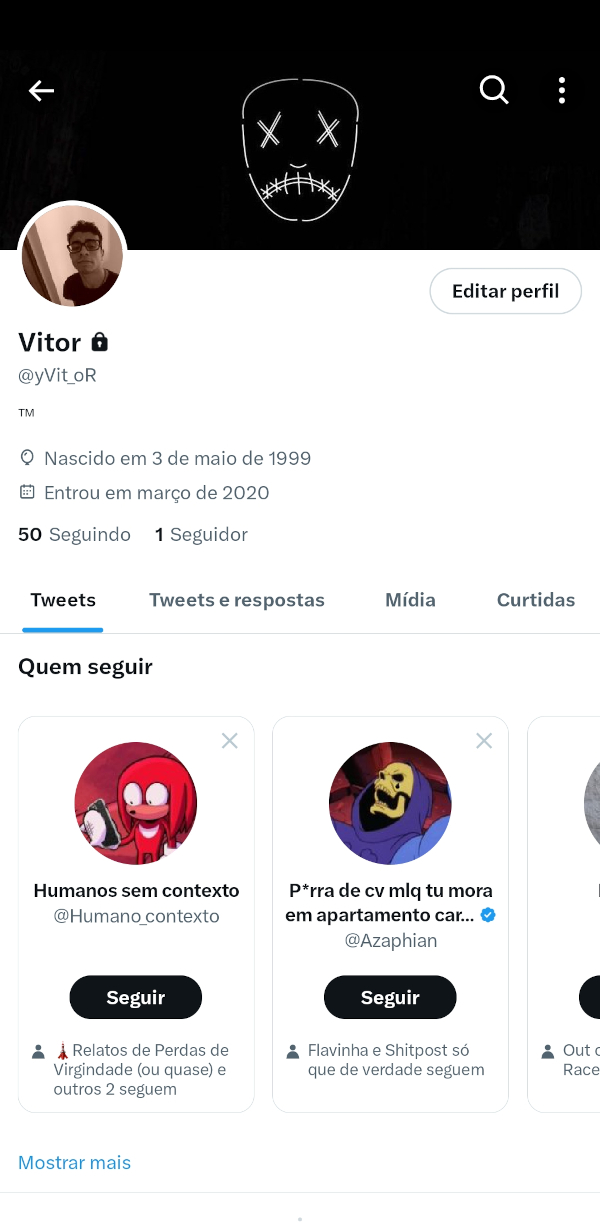 Editar perfil
Vitor
@yVit_oR
™
Nascido em 3 de maio de 1999
Entrou em março de 2020
50 Seguindo 1 Seguidor
Tweets Tweets e respostas Mídia Curtidas
Quem seguir
Humanos sem contexto
@Humano_contexto
Seguir
Relatos de Perdas de
Virgindade (ou quase) e
outros 2 seguem
P*rra de cv mlq tu mora
em apartamento car...
@Azaphian
Seguir
Flavinha e Shitpost só
que de verdade seguem
Out
Race
Mostrar mais